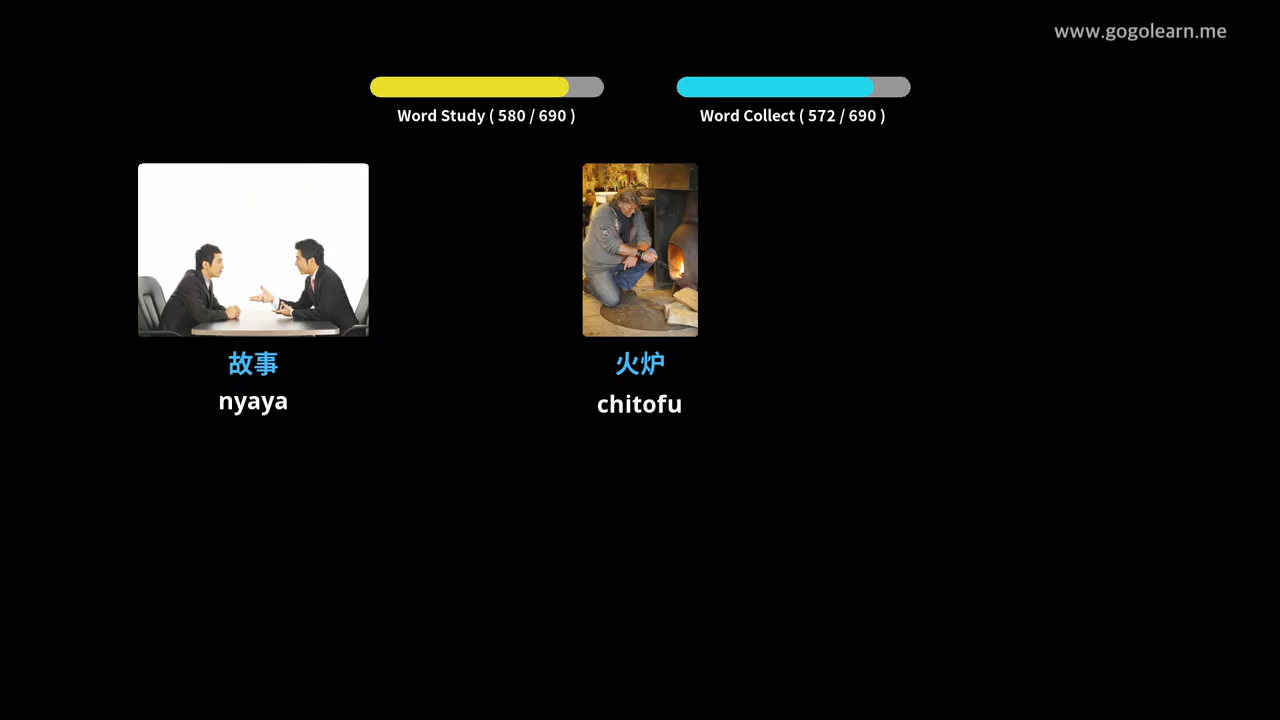 www.gogolearn.me
Word Study ( 580 / 690 )
Word Collect ( 572 / 690 )
故事
nyaya
火炉
chitofu